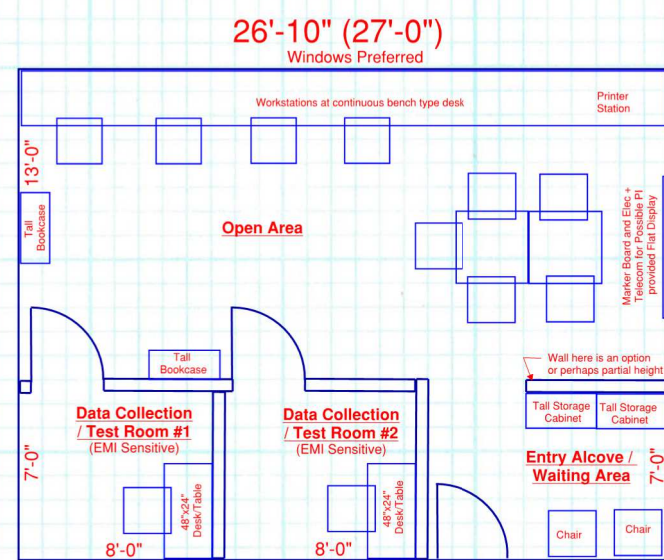 26'-10" (27'-0")
Windows Preferred
Workstations at continuous bench type desk
Printer
Station
13'-0"
Tall
Bookcase
Open Area
Marker Board and Elec +
Telecom for Possible PI
provided Flat Display
Tall
Bookcase
Wall here is an option
or perhaps partial height
Data Collection
/ Test Room #1
(EMI Sensitive)
Data Collection
/ Test Room #2
(EMI Sensitive)
Tall Storage
Cabinet
Tall Storage
Cabinet
Entry Alcove /
Waiting Area
7'-0"
7'-0"
48"x24"
Desk/Table
48"x24"
Desk/Table
8'-0"
8'-0"
Chair
Chair